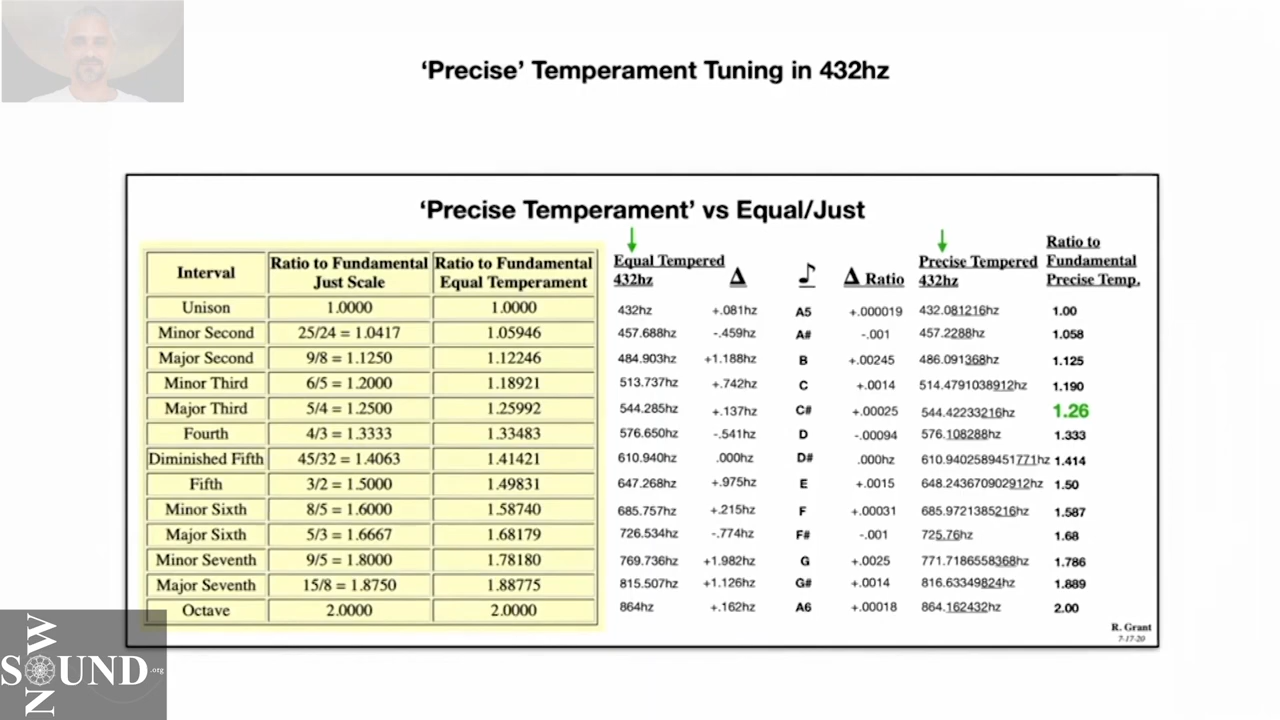 ‘Precise’ Temperament Tuning in 432hz
‘Precise Temperament’ vs Equal/Just
Interval Ratio to Fundamental Just Scale Ratio to Fundamental Equal Temperament Equal Tempered 432hz Δ Δ Ratio Precise Tempered 432hz Ratio to Fundamental Precise Temp.
Unison 1.0000 1.0000 432hz +.081hz A5 +.000019 432.081216hz 1.00
Minor Second 25/24 = 1.0417 1.05946 457.688hz -.459hz A# -.001 457.2288hz 1.058
Major Second 9/8 = 1.1250 1.12246 484.903hz +1.188hz B +.00245 486.091368hz 1.125
Minor Third 6/5 = 1.2000 1.18921 513.737hz +.742hz C +.0014 514.4791038912hz 1.190
Major Third 5/4 = 1.2500 1.25992 544.285hz +.137hz C# +.00025 544.42233216hz 1.26
Fourth 4/3 = 1.3333 1.33483 576.650hz -.541hz D -.00094 576.108288hz 1.333
Diminished Fifth 45/32 = 1.4063 1.41421 610.940hz .000hz D# .000hz 610.9402589451771hz 1.414
Fifth 3/2 = 1.5000 1.49831 647.268hz +.975hz E +.0015 648.243670902912hz 1.50
Minor Sixth 8/5 = 1.6000 1.58740 685.757hz +.215hz F +.00031 685.9721385216hz 1.587
Major Sixth 5/3 = 1.6667 1.68179 726.534hz -.774hz F# -.001 725.76hz 1.68
Minor Seventh 9/5 = 1.8000 1.78180 769.736hz +1.982hz G +.0025 771.7186558368hz 1.786
Major Seventh 15/8 = 1.8750 1.88775 815.507hz +1.126hz G# +.0014 816.63349824hz 1.889
Octave 2.0000 2.0000 864hz +.162hz A6 +.00018 864.162432hz 2.00
R. Grant
7-17-20
SOUND.org
NOW